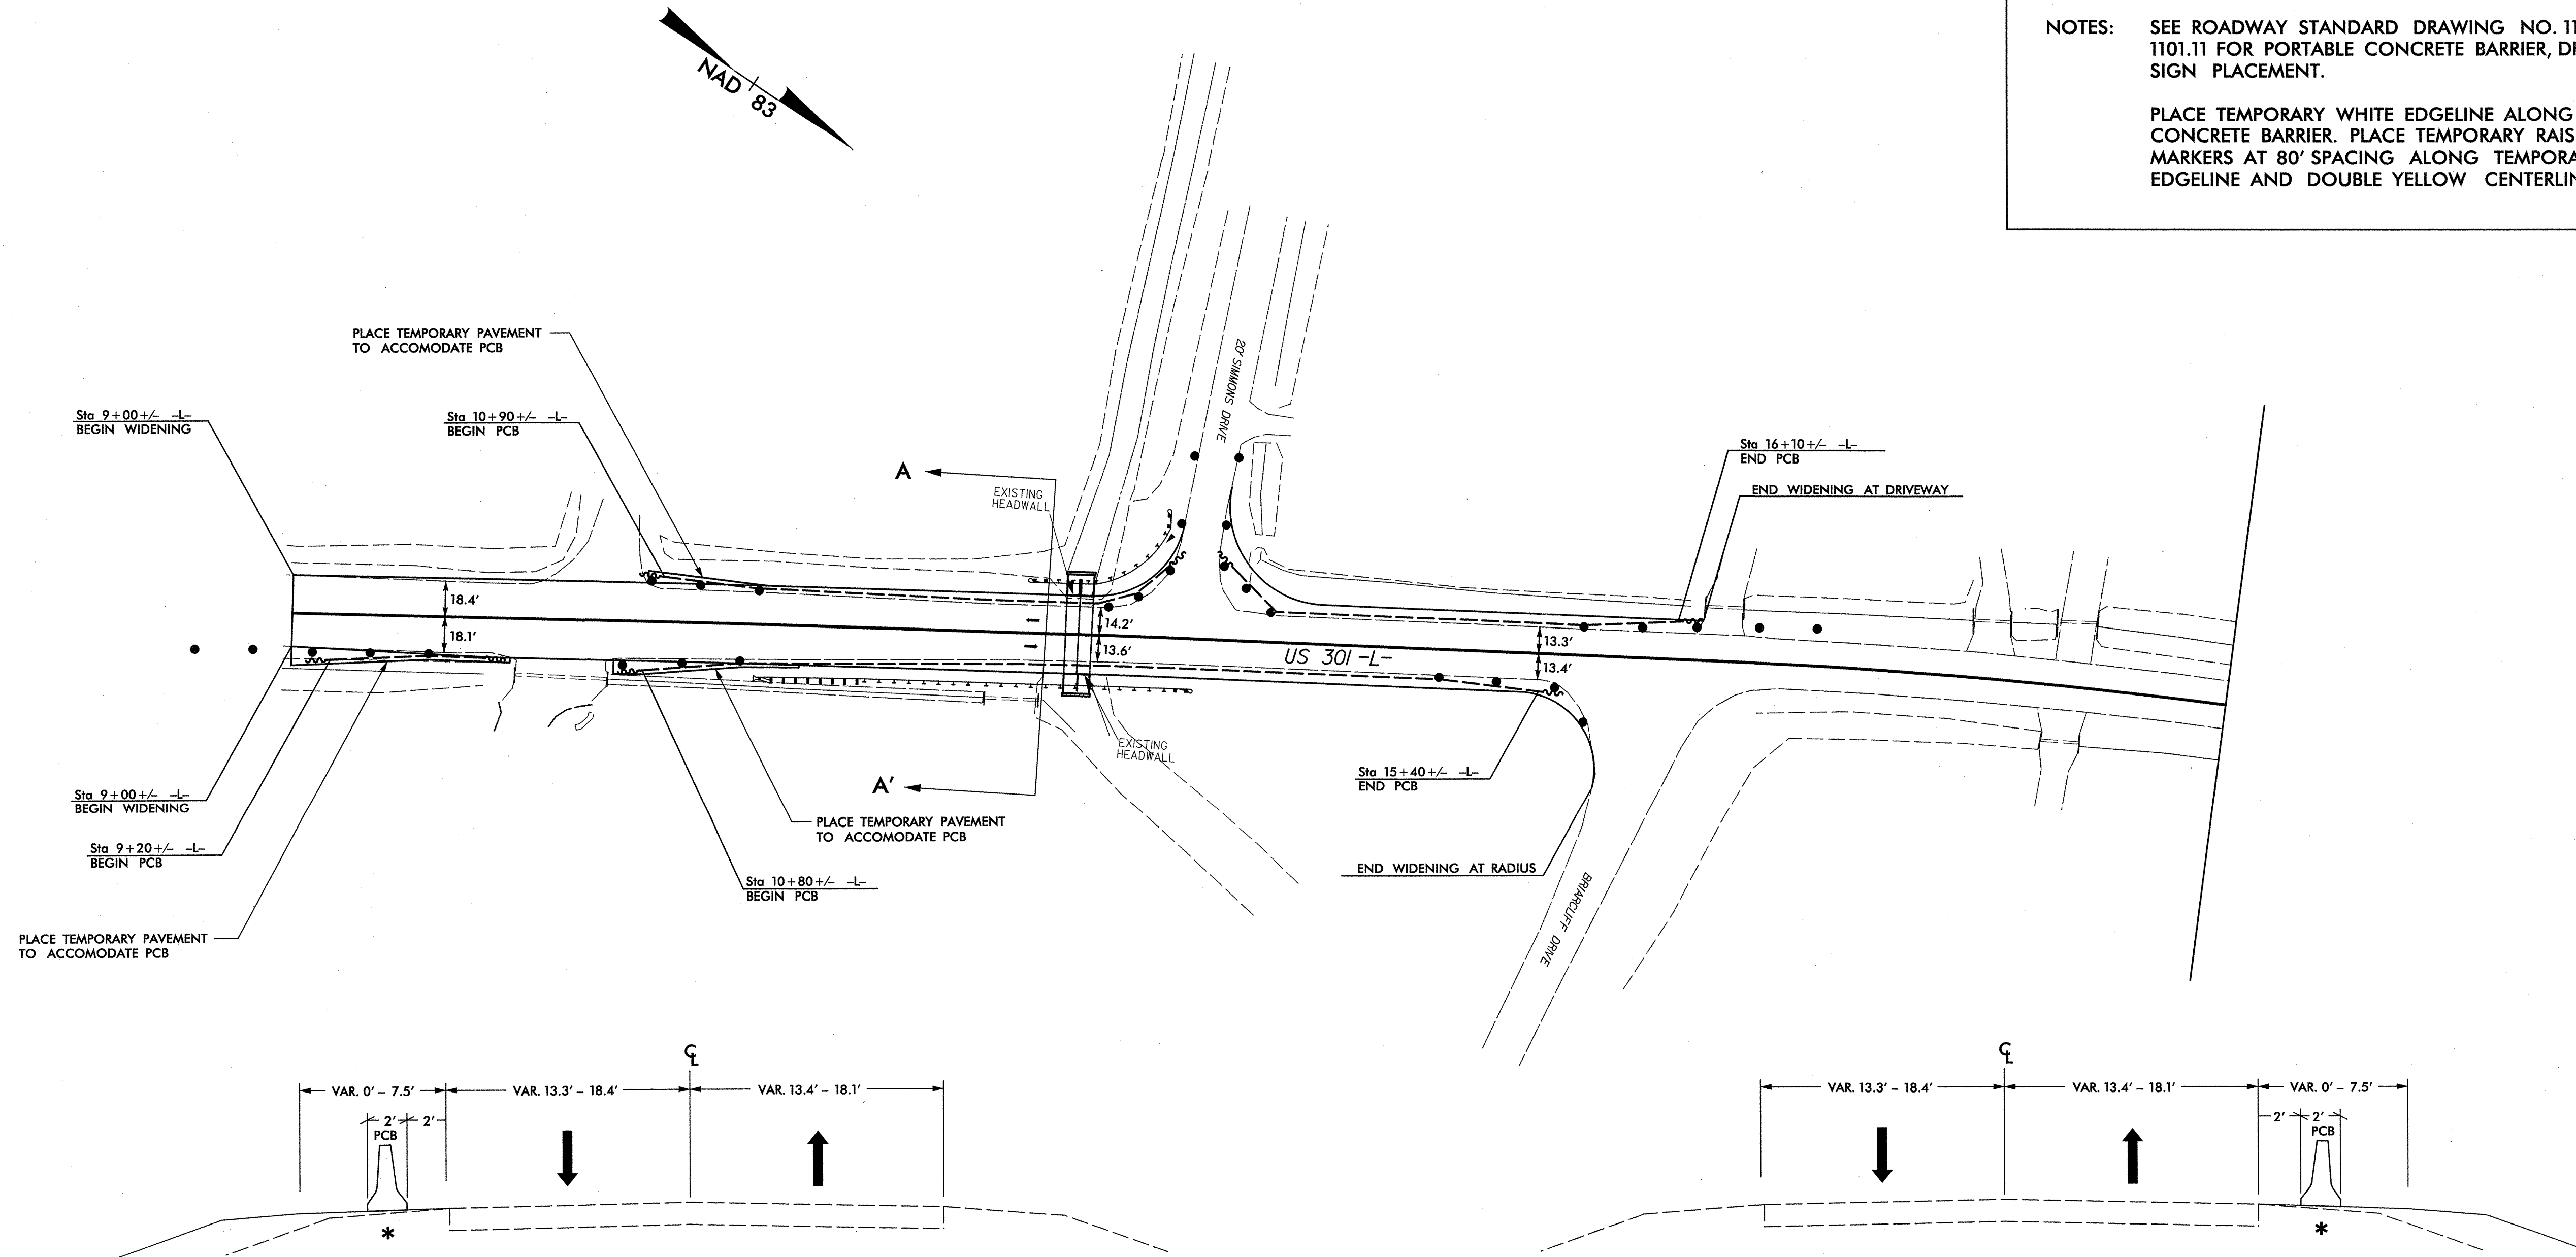 NAD 83
NOTES: SEE ROADWAY STANDARD DRAWING NO.
1101.11 FOR PORTABLE CONCRETE BARRIER,
SIGN PLACEMENT.
PLACE TEMPORARY WHITE EDGELINE ALONG
CONCRETE BARRIER. PLACE TEMPORARY
MARKERS AT 80' SPACING ALONG
EDGELINE AND DOUBLE YELLOW
PLACE TEMPORARY PAVEMENT
TO ACCOMODATE PCB
Sta 9+00+/- -L-
BEGIN WIDENING
Sta 10+90+/- -L-
BEGIN PCB
A
EXISTING
HEADWALL
20' SIMMONS DRIVE
Sta 16+10+/- -L-
END PCB
END WIDENING AT DRIVEWAY
18.4'
18.1'
14.2'
13.6'
US 301 -L-
13.3'
13.4'
EXISTING
HEADWALL
A'
Sta 9+00+/- -L-
BEGIN WIDENING
Sta 9+20+/- -L-
BEGIN PCB
PLACE TEMPORARY PAVEMENT
TO ACCOMODATE PCB
PLACE TEMPORARY PAVEMENT
TO ACCOMODATE PCB
Sta 10+80+/- -L-
BEGIN PCB
Sta 15+40+/- -L-
END PCB
END WIDENING AT RADIUS
BRIARCLIFF DRIVE
℄
VAR. 0' - 7.5'
VAR. 13.3' - 18.4'
VAR. 13.4' - 18.1'
2' 2'
PCB
*
℄
VAR. 13.3' - 18.4'
VAR. 13.4' - 18.1'
VAR. 0' - 7.5'
2' 2'
PCB
*